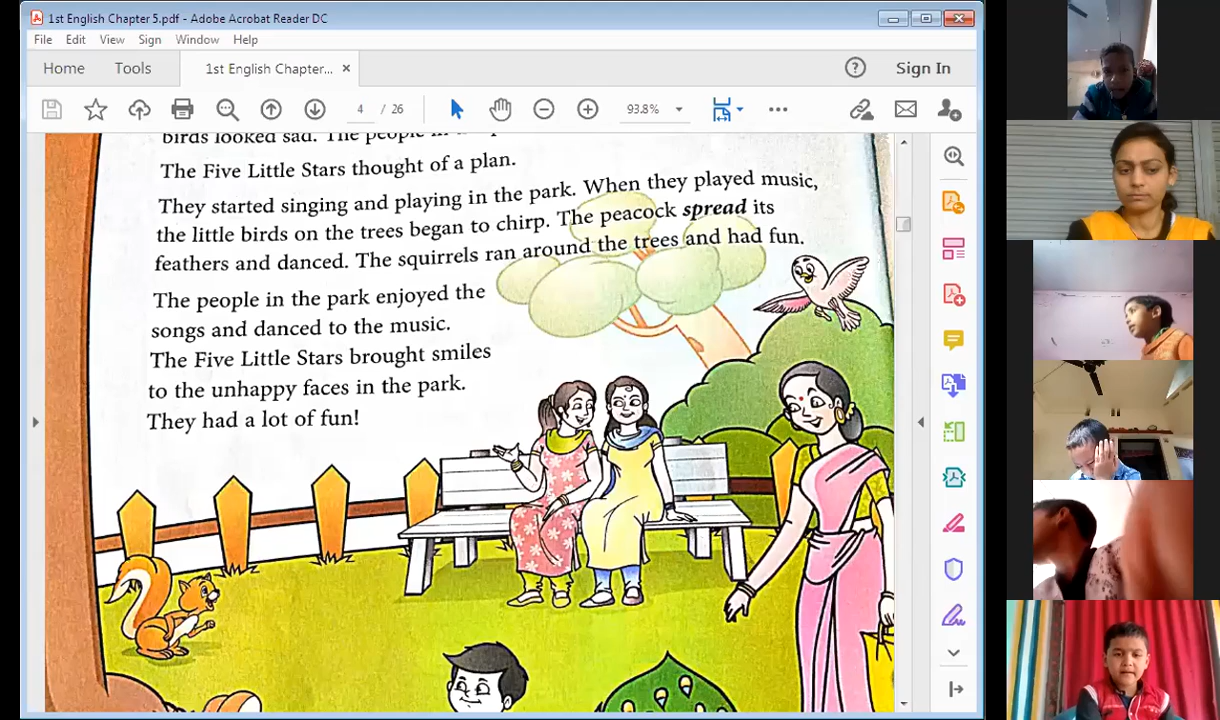 1st English Chapter 5.pdf - Adobe Acrobat Reader DC
File Edit View Sign Window Help
Home Tools 1st English Chapter... × Sign In
4 / 26 93.8%
birds looked sad. The people in
The Five Little Stars thought of a plan.
They started singing and playing in the park. When they played music,
the little birds on the trees began to chirp. The peacock spread its
feathers and danced. The squirrels ran around the trees and had fun.
The people in the park enjoyed the
songs and danced to the music.
The Five Little Stars brought smiles
to the unhappy faces in the park.
They had a lot of fun!